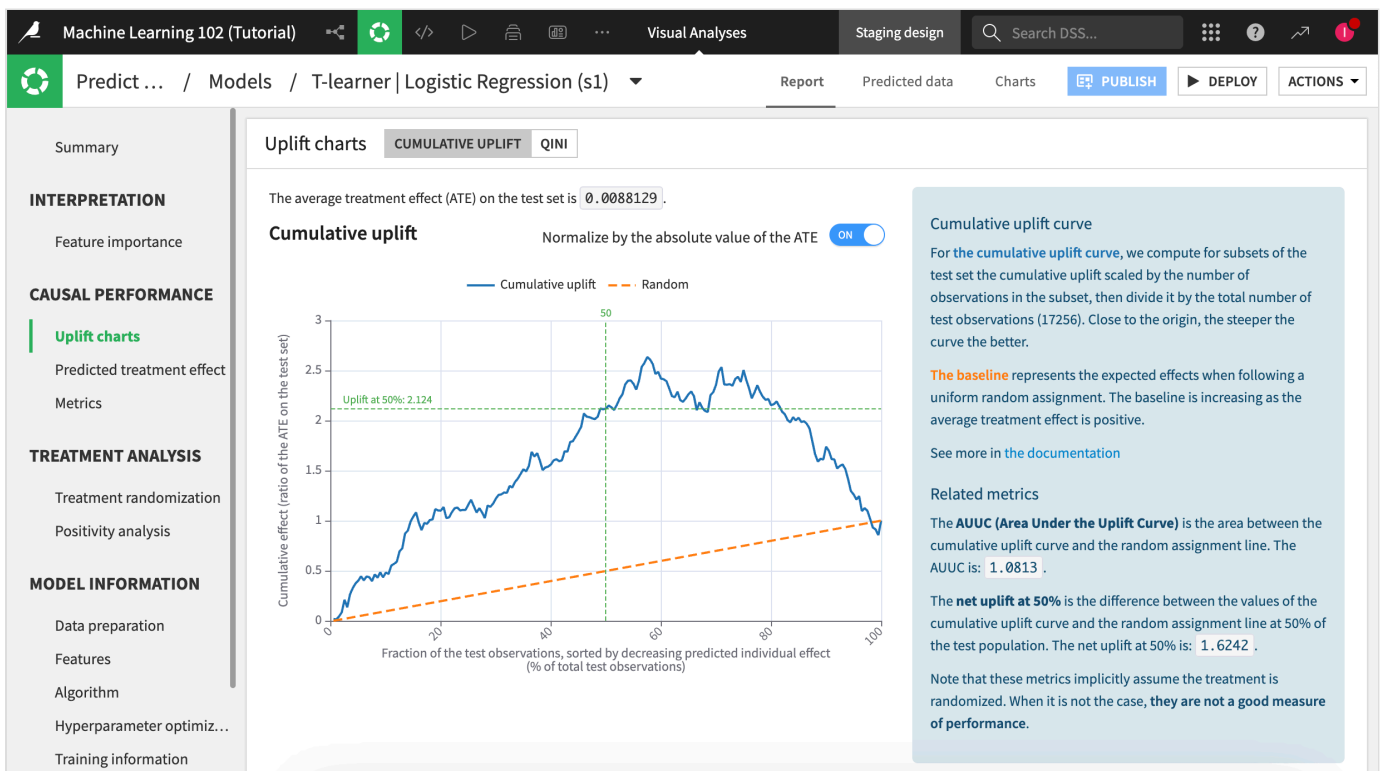 Machine Learning 102 (Tutorial)
Visual Analyses
Staging design
Search DSS...
Predict ... / Models / T-learner | Logistic Regression (s1)
Report
Predicted data
Charts
PUBLISH
DEPLOY
ACTIONS
Summary
INTERPRETATION
Feature importance
CAUSAL PERFORMANCE
Uplift charts
Predicted treatment effect
Metrics
TREATMENT ANALYSIS
Treatment randomization
Positivity analysis
MODEL INFORMATION
Data preparation
Features
Algorithm
Hyperparameter optimiz...
Training information
Uplift charts
CUMULATIVE UPLIFT
QINI
The average treatment effect (ATE) on the test set is 0.0088129.
Cumulative uplift
Normalize by the absolute value of the ATE
ON
Cumulative uplift
Random
50
Uplift at 50%: 2.124
3
2.5
2
1.5
1
0.5
0
Cumulative effect (ratio of the ATE on the test set)
0
20
40
60
80
100
Fraction of the test observations, sorted by decreasing predicted individual effect
(% of total test observations)
Cumulative uplift curve
For the cumulative uplift curve, we compute for subsets of the
test set the cumulative uplift scaled by the number of
observations in the subset, then divide it by the total number of
test observations (17256). Close to the origin, the steeper the
curve the better.
The baseline represents the expected effects when following a
uniform random assignment. The baseline is increasing as the
average treatment effect is positive.
See more in the documentation
Related metrics
The AUUC (Area Under the Uplift Curve) is the area between the
cumulative uplift curve and the random assignment line. The
AUUC is: 1.0813.
The net uplift at 50% is the difference between the values of the
cumulative uplift curve and the random assignment line at 50% of
the test population. The net uplift at 50% is: 1.6242.
Note that these metrics implicitly assume the treatment is
randomized. When it is not the case, they are not a good measure
of performance.